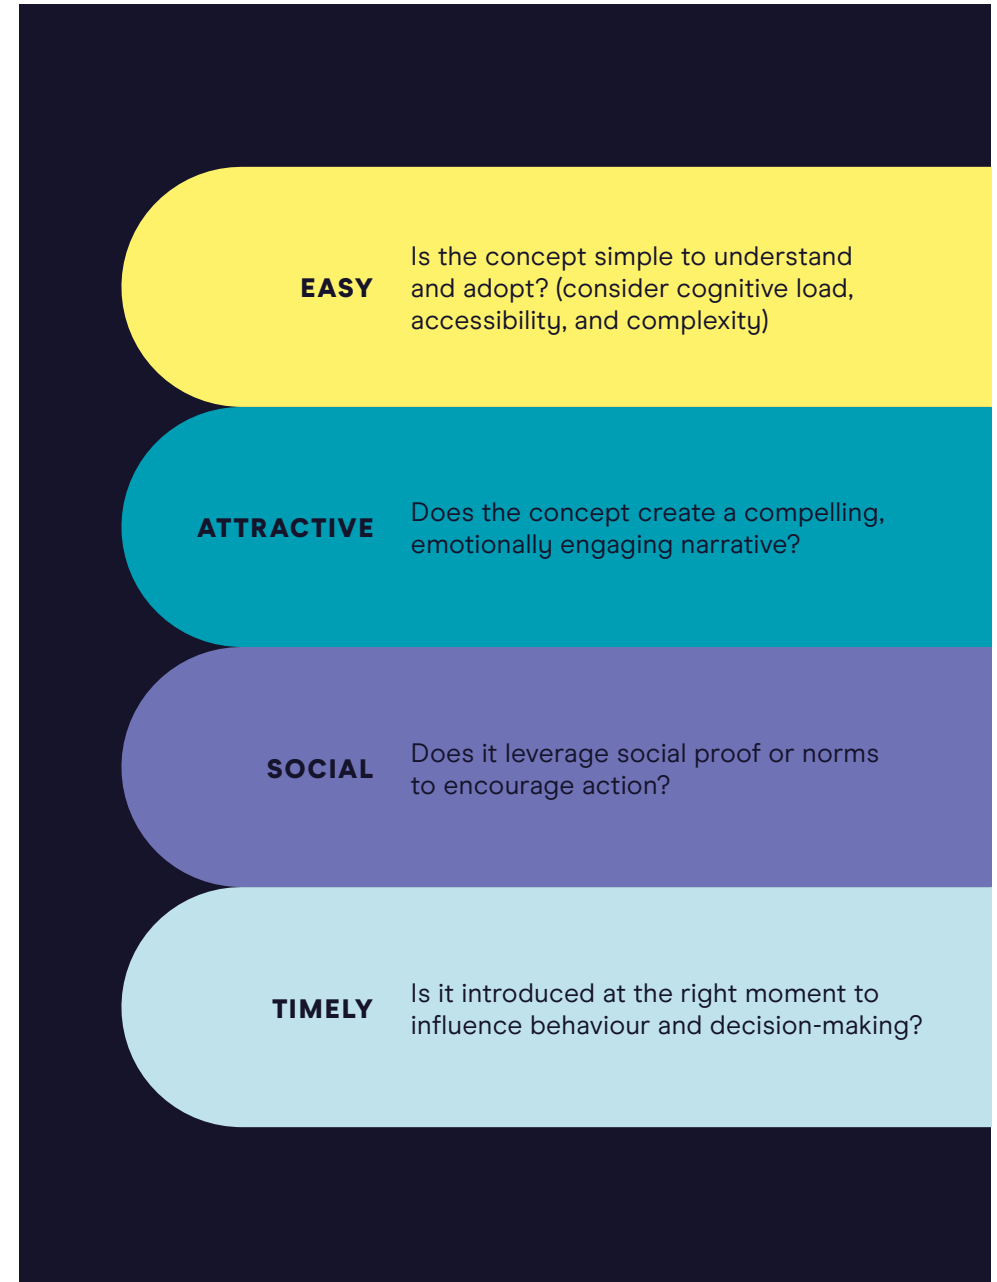 EASY
Is the concept simple to understand
and adopt? (consider cognitive load,
accessibility, and complexity)
ATTRACTIVE
Does the concept create a compelling,
emotionally engaging narrative?
SOCIAL
Does it leverage social proof or norms
to encourage action?
TIMELY
Is it introduced at the right moment to
influence behaviour and decision-making?